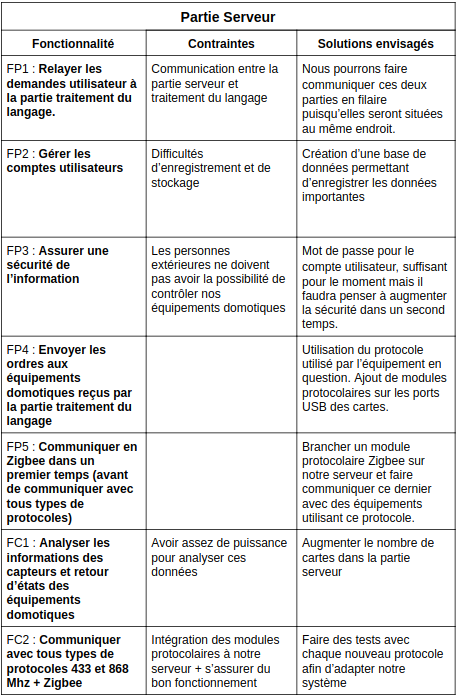 Partie Serveur
Fonctionnalité
Contraintes
Solutions envisagés
FP1 : Relayer les
demandes utilisateur à
la partie traitement du
langage.
Communication entre la
partie serveur et
traitement du langage
Nous pourrons faire
communiquer ces deux
parties en filaire
puisqu’elles seront situées
au même endroit.
FP2 : Gérer les
comptes utilisateurs
Difficultés
d’enregistrement et de
stockage
Création d’une base de
données permettant
d’enregistrer les données
importantes
FP3 : Assurer une
sécurité de
l’information
Les personnes
extérieures ne doivent
pas avoir la possibilité de
contrôler nos
équipements domotiques
Mot de passe pour le
compte utilisateur, suffisant
pour le moment mais il
faudra penser à augmenter
la sécurité dans un second
temps.
FP4 : Envoyer les
ordres aux
équipements
domotiques reçus par
la partie traitement du
langage
Utilisation du protocole
utilisé par l’équipement en
question. Ajout de modules
protocolaires sur les ports
USB des cartes.
FP5 : Communiquer en
Zigbee dans un
premier temps (avant
de communiquer avec
tous types de
protocoles)
Brancher un module
protocolaire Zigbee sur
notre serveur et faire
communiquer ce dernier
avec des équipements
utilisant ce protocole.
FC1 : Analyser les
informations des
capteurs et retour
d’états des
équipements
domotiques
Avoir assez de puissance
pour analyser ces
données
Augmenter le nombre de
cartes dans la partie
serveur
FC2 : Communiquer
avec tous types de
protocoles 433 et 868
Mhz + Zigbee
Intégration des modules
protocolaires à notre
serveur + s’assurer du
bon fonctionnement
Faire des tests avec
chaque nouveau protocole
afin d’adapter notre
système